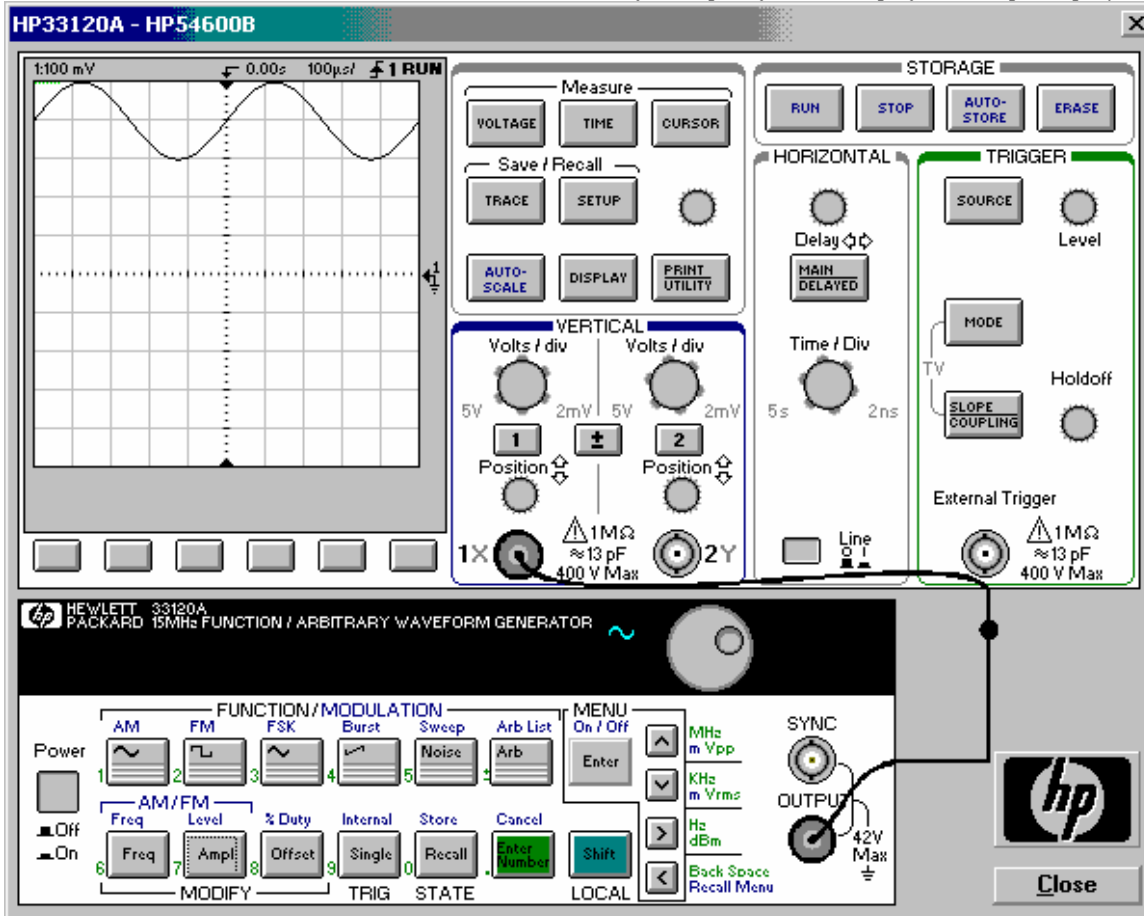 HP33120A - HP54600B
1:100 mV 0.00s 100µs/ 1 RUN
1
Measure
VOLTAGE TIME CURSOR
Save / Recall
TRACE SETUP
AUTO-SCALE DISPLAY PRINT UTILITY
STORAGE
RUN STOP AUTO-STORE ERASE
HORIZONTAL
Delay
MAIN DELAYED
Time / Div
5s 2ns
Line
O I
TRIGGER
SOURCE
Level
MODE
TV
SLOPE COUPLING
Holdoff
External Trigger
1MΩ
≈13 pF
400 V Max
VERTICAL
Volts / div Volts / div
5V 2mV 5V 2mV
1 ± 2
Position Position
1X 1MΩ 2Y
≈13 pF
400 V Max
hp HEWLETT 33120A
PACKARD 15MHz FUNCTION / ARBITRARY WAVEFORM GENERATOR
FUNCTION / MODULATION
AM FM FSK Burst Sweep Arb List
Noise Arb
1 2 3 4 5 ±
Power
Off
On
AM/FM
Freq Level % Duty Internal Store Cancel
Freq Ampl Offset Single Recall Enter Number Shift
6 7 8 9 0 .
MODIFY TRIG STATE LOCAL
MENU
On / Off
Enter
MHz
m Vpp
KHz
m Vrms
Hz
dBm
Back Space
Recall Menu
SYNC
OUTPUT
42V
Max
hp
Close